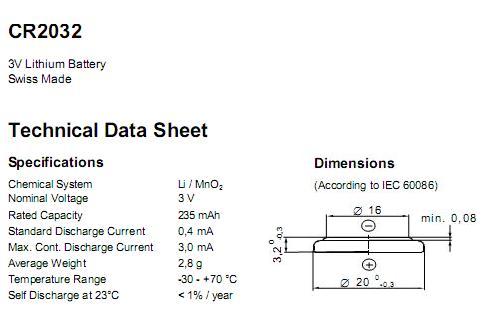 CR2032
3V Lithium Battery
Swiss Made
Technical Data Sheet
Specifications
Chemical System Li / MnO₂
Nominal Voltage 3 V
Rated Capacity 235 mAh
Standard Discharge Current 0,4 mA
Max. Cont. Discharge Current 3,0 mA
Average Weight 2,8 g
Temperature Range -30 - +70 °C
Self Discharge at 23°C < 1% / year
Dimensions
(According to IEC 60086)
⌀ 16
min. 0,08
−
3,2 0 -0,3
+
⌀ 20 0 -0,3